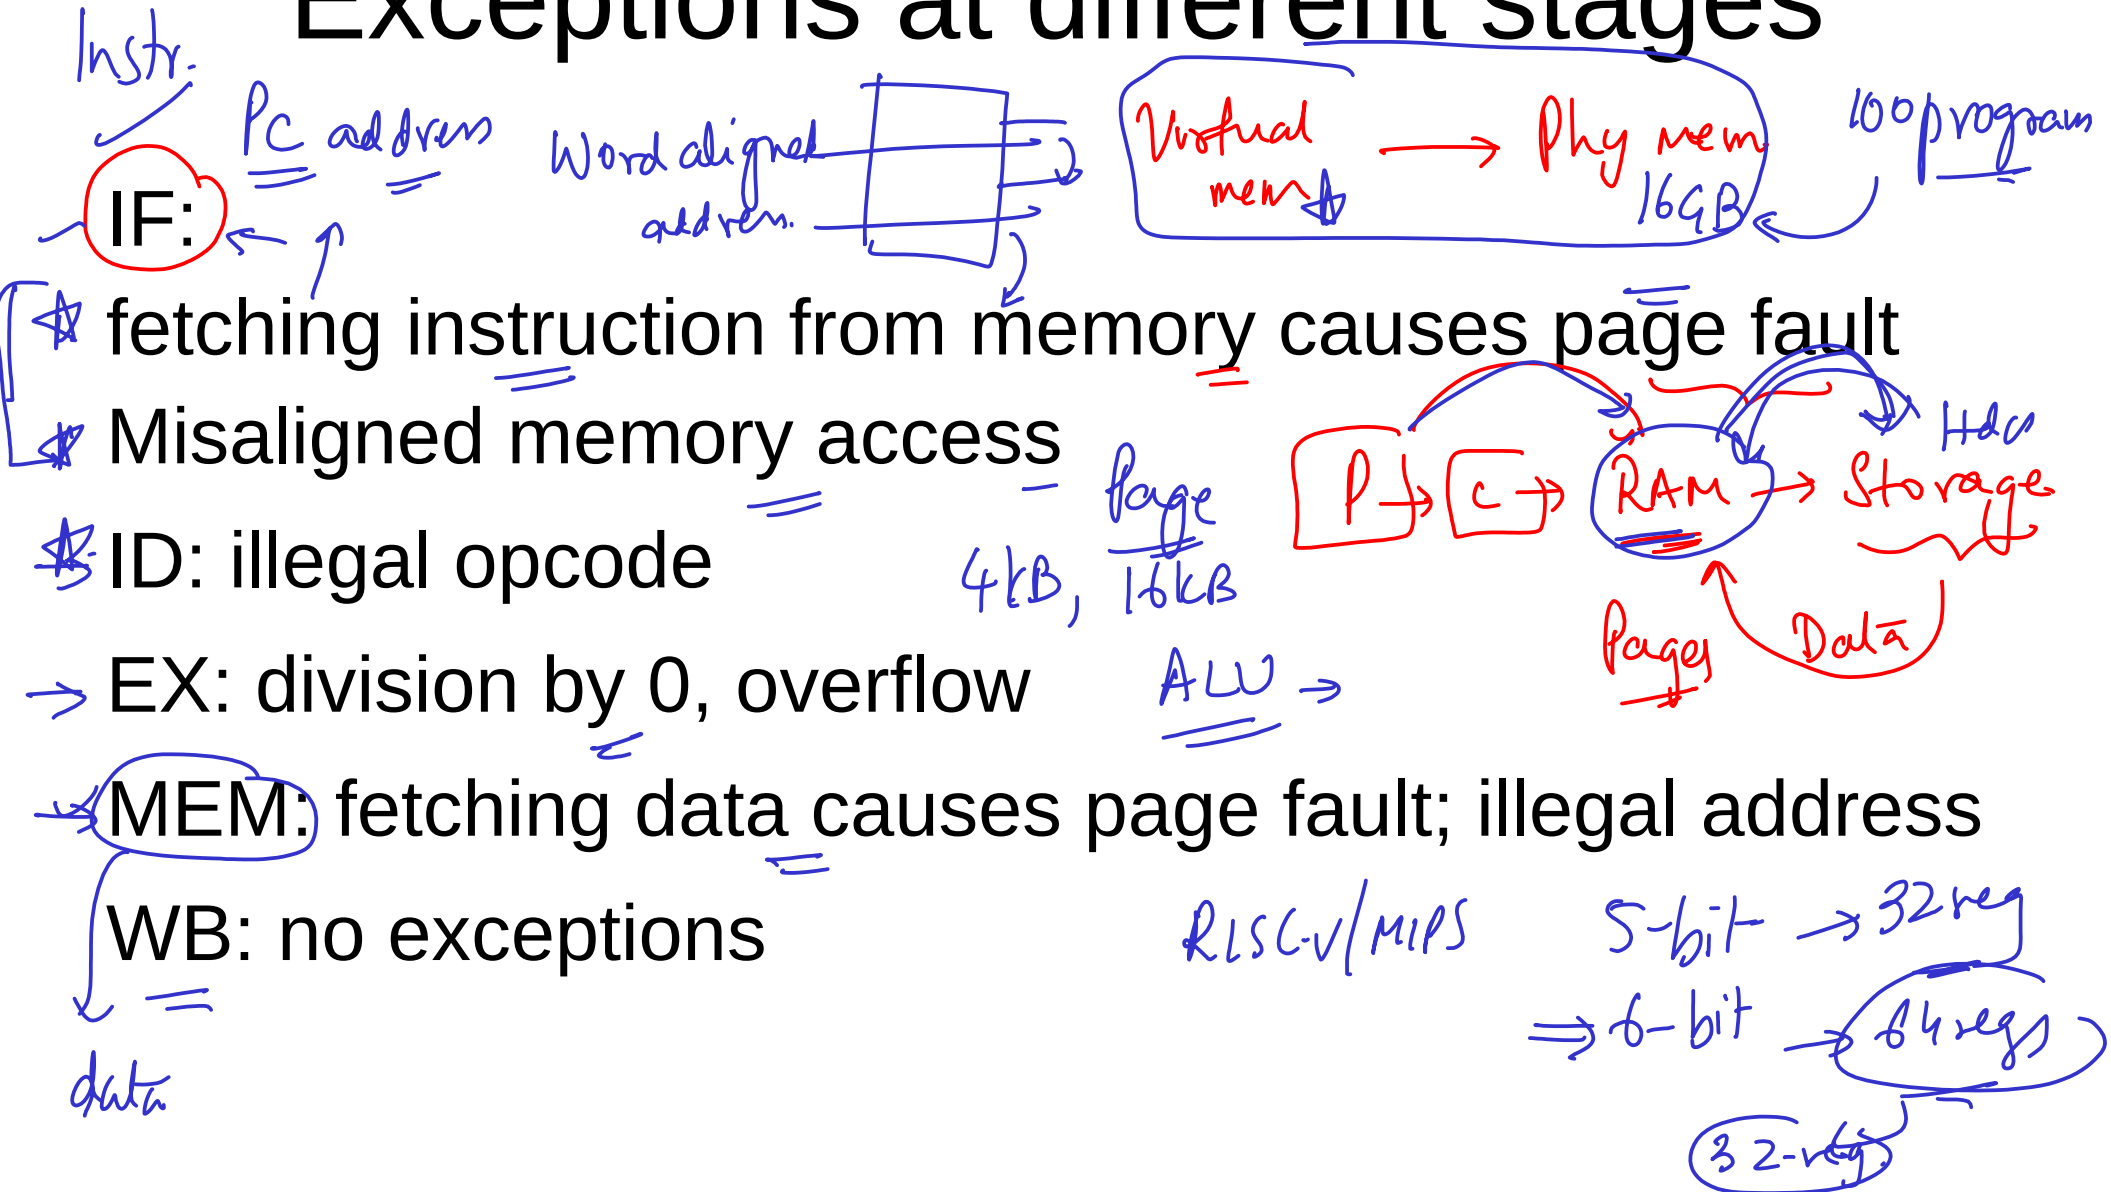 Exceptions at different stages
Instr.
PC address
Word aligned
address.
Virtual
mem
Phy mem
16GB
100 program
IF:
fetching instruction from memory causes page fault
Misaligned memory access
Page
4KB, 16KB
P
C
RAM
Storage
Pages
Data
ID: illegal opcode
EX: division by 0, overflow
ALU
MEM: fetching data causes page fault; illegal address
WB: no exceptions
data
RISC-V/MIPS
5-bit → 32 reg
⇒ 6-bit → 64 regs
32-reg